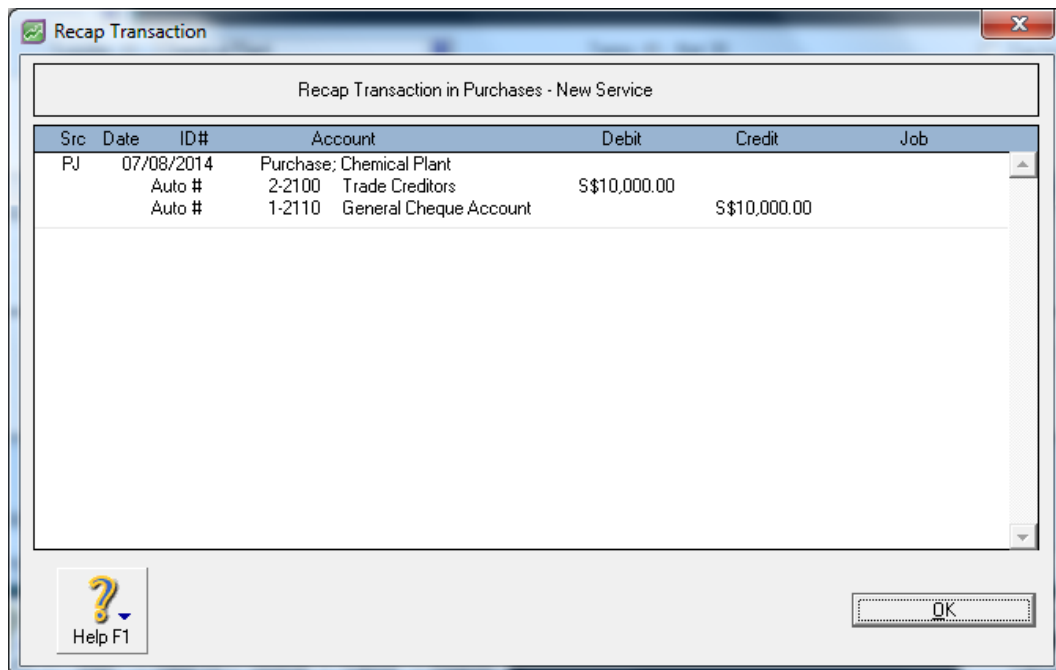 Recap Transaction
X
Recap Transaction in Purchases - New Service
Src Date ID# Account Debit Credit Job
PJ 07/08/2014 Purchase; Chemical Plant
Auto # 2-2100 Trade Creditors S$10,000.00
Auto # 1-2110 General Cheque Account S$10,000.00
?
Help F1
OK